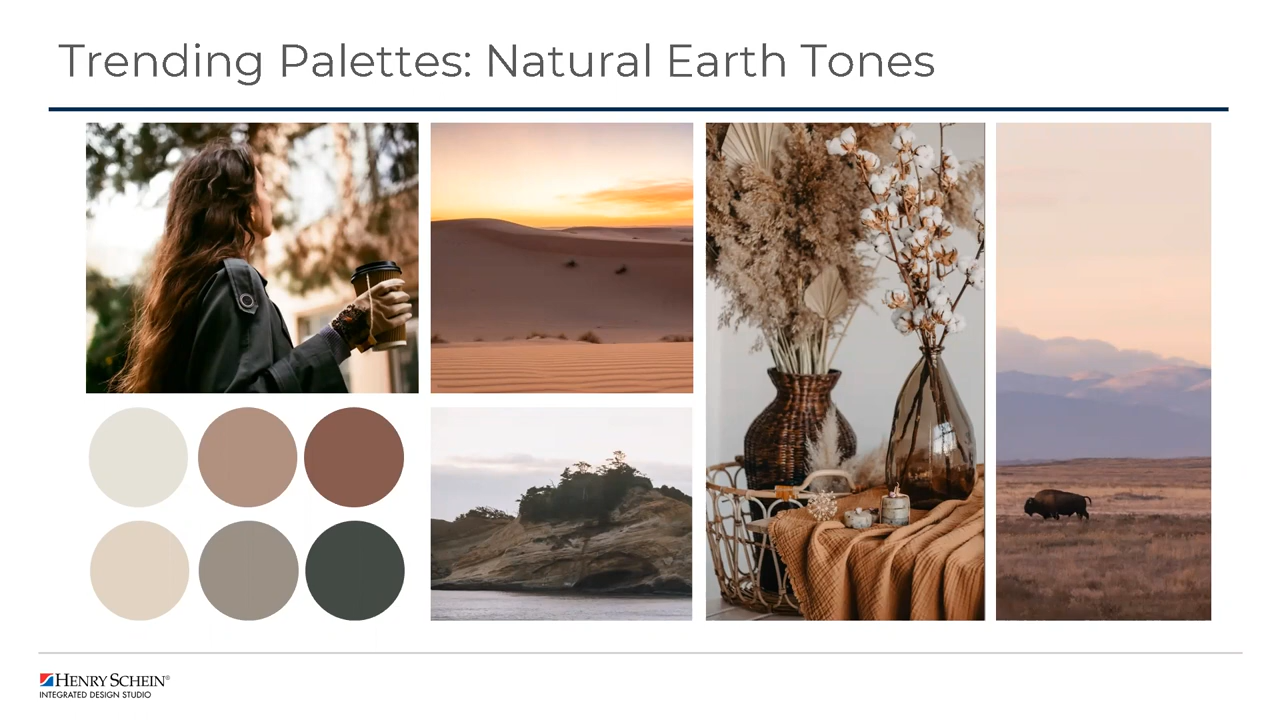 Trending Palettes: Natural Earth Tones
HENRY SCHEIN®
INTEGRATED DESIGN STUDIO